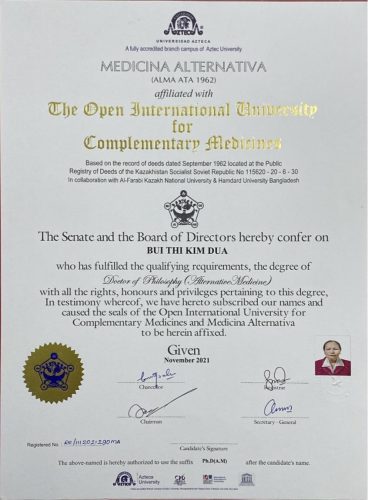 AZTECA
UNIVERSIDAD AZTECA
A fully accredited branch campus of Aztec University
MEDICINA ALTERNATIVA
(ALMA ATA 1962)
affiliated with
The Open International University
for
Complementary Medicines
Based on the record of deeds dated September 1962 located at the Public
Registry of Deeds of the Kazakhstan Socialist Soviet Republic No 115620 - 20 - 6 - 30
In collaboration with Al-Farabi Kazakh National University & Hamdard University Bangladesh
The Senate and the Board of Directors hereby confer on
BUI THI KIM DUA
who has fulfilled the qualifying requirements, the degree of
Doctor of Philosophy (Alternative Medicine)
with all the rights, honours and privileges pertaining to this degree,
In testimony whereof, we have hereto subscribed our names and
caused the seals of the Open International University for
Complementary Medicines and Medicina Alternativa
to be herein affixed.
Given
November 2021
Chancellor
Registrar
Chairman
Secretary - General
Registered No.
Candidate's Signature
The above-named is hereby authorized to use the suffix Ph.D(A.M) after the candidate's name.
AZTECA
Azteca
University